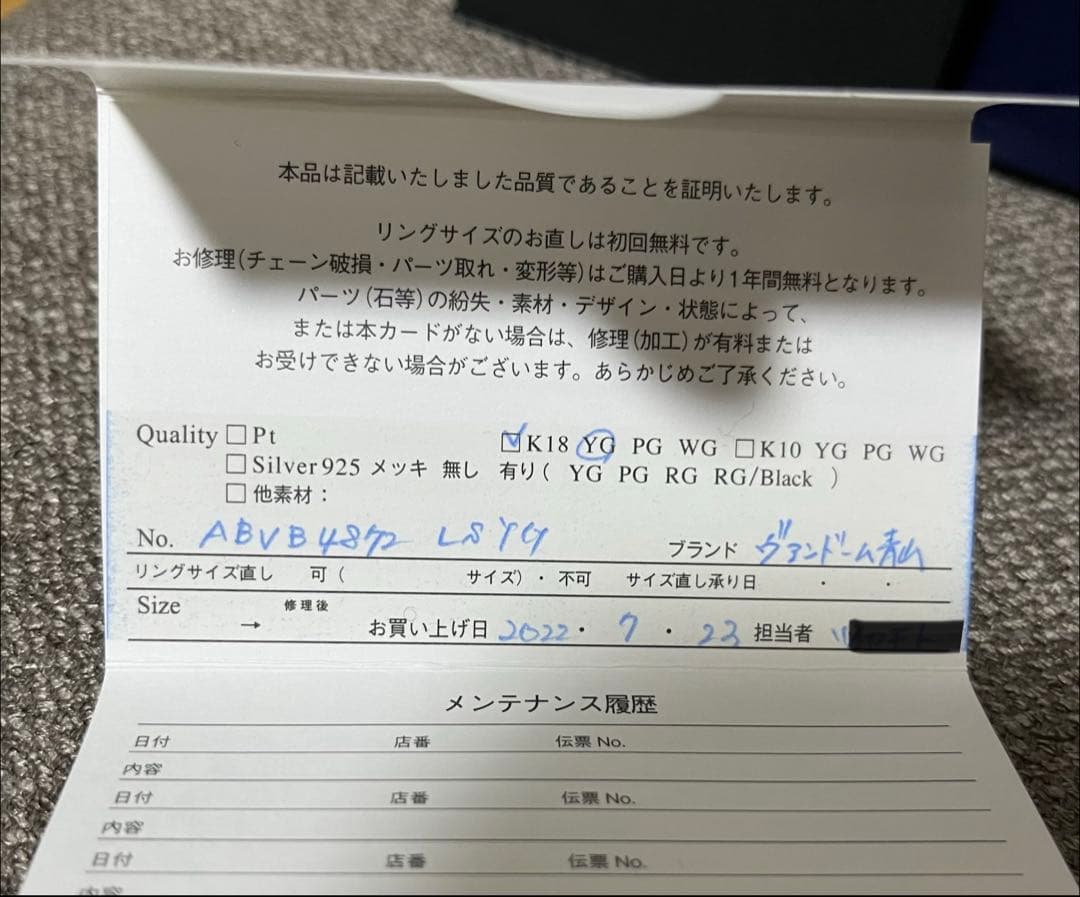 本品は記載いたしました品質であることを証明いたします。
リングサイズのお直しは初回無料です。
お修理(チェーン破損・パーツ取れ・変形等)はご購入日より1年間無料となります。
パーツ(石等)の紛失・素材・デザイン・状態によって、
または本カードがない場合は、修理(加工)が有料または
お受けできない場合がございます。あらかじめご了承ください。
Quality □ Pt ☑ K18 YG PG WG □ K10 YG PG WG
□ Silver925 メッキ 無し 有り( YG PG RG RG/Black )
□ 他素材：
No. ABVB4872 LSYG ブランド ヴァンドーム青山
リングサイズ直し 可( サイズ)・不可 サイズ直し承り日 ・ ・
Size → 修理後 お買い上げ日 2022・7・23 担当者
メンテナンス履歴
日付 店番 伝票 No.
内容
日付 店番 伝票 No.
内容
日付 店番 伝票 No.
内容